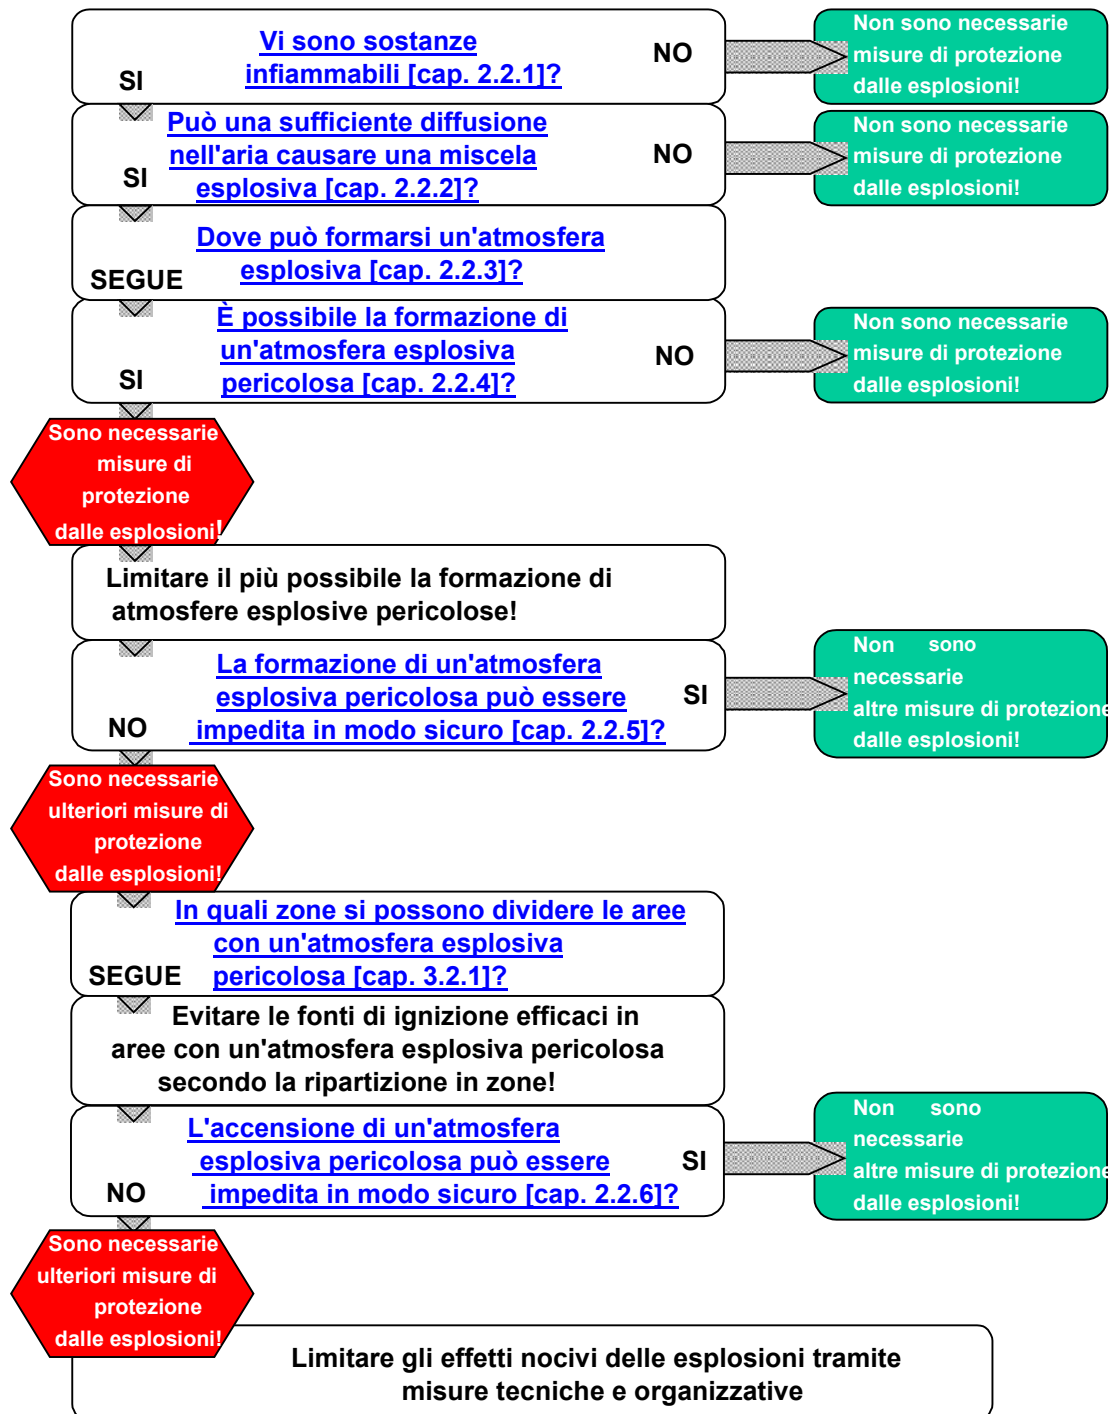 Vi sono sostanze
infiammabili [cap. 2.2.1]?
SI
NO
Non sono necessarie
misure di protezione
dalle esplosioni!
Può una sufficiente diffusione
nell'aria causare una miscela
esplosiva [cap. 2.2.2]?
SI
NO
Non sono necessarie
misure di protezione
dalle esplosioni!
Dove può formarsi un'atmosfera
esplosiva [cap. 2.2.3]?
SEGUE
È possibile la formazione di
un'atmosfera esplosiva
pericolosa [cap. 2.2.4]?
SI
NO
Non sono necessarie
misure di protezione
dalle esplosioni!
Sono necessarie
misure di
protezione
dalle esplosioni!
Limitare il più possibile la formazione di
atmosfere esplosive pericolose!
La formazione di un'atmosfera
esplosiva pericolosa può essere
impedita in modo sicuro [cap. 2.2.5]?
NO
SI
Non sono
necessarie
altre misure di protezione
dalle esplosioni!
Sono necessarie
ulteriori misure di
protezione
dalle esplosioni!
In quali zone si possono dividere le aree
con un'atmosfera esplosiva
pericolosa [cap. 3.2.1]?
SEGUE
Evitare le fonti di ignizione efficaci in
aree con un'atmosfera esplosiva pericolosa
secondo la ripartizione in zone!
L'accensione di un'atmosfera
esplosiva pericolosa può essere
impedita in modo sicuro [cap. 2.2.6]?
NO
SI
Non sono
necessarie
altre misure di protezione
dalle esplosioni!
Sono necessarie
ulteriori misure di
protezione
dalle esplosioni!
Limitare gli effetti nocivi delle esplosioni tramite
misure tecniche e organizzative